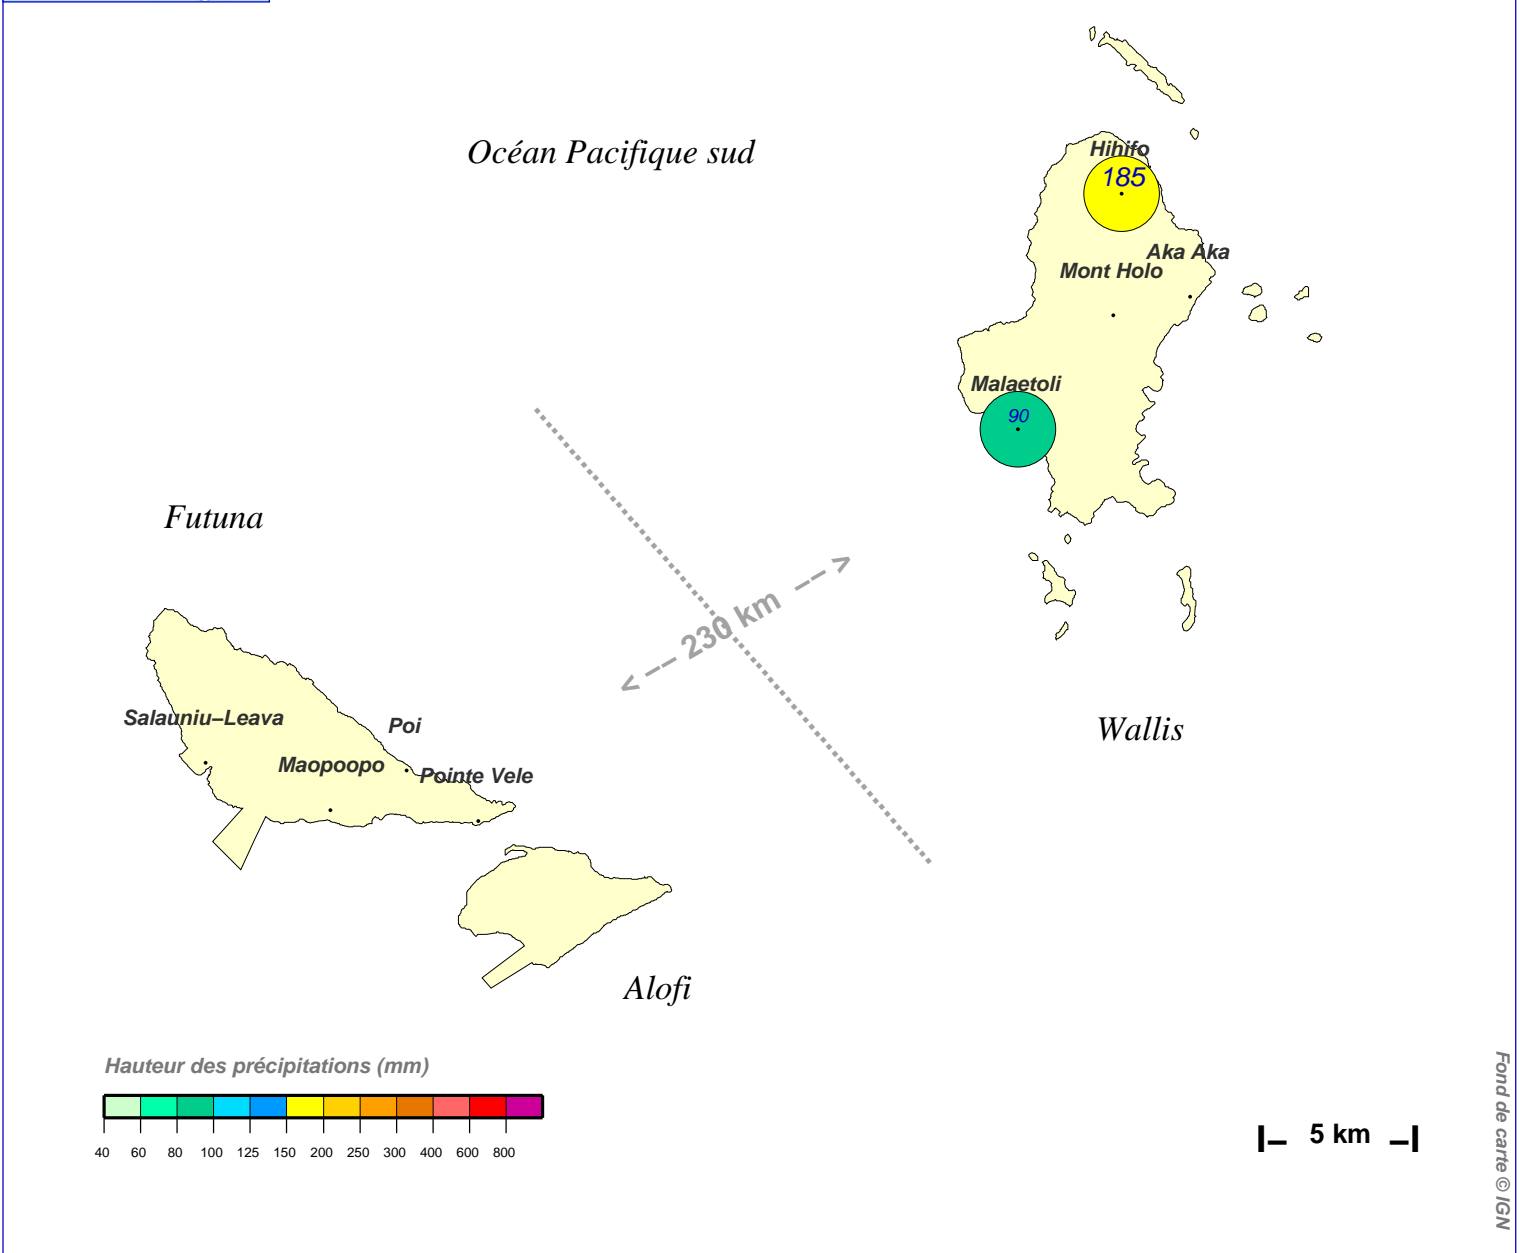 Océan Pacifique sud
Hihifo
185
Aka Aka
Mont Holo
Malaetoli
90
Futuna
230 km
Salauniu–Leava
Poi
Maopoopo
Pointe Vele
Wallis
Alofi
Hauteur des précipitations (mm)
40 60 80 100 125 150 200 250 300 400 600 800
5 km
Fond de carte © IGN